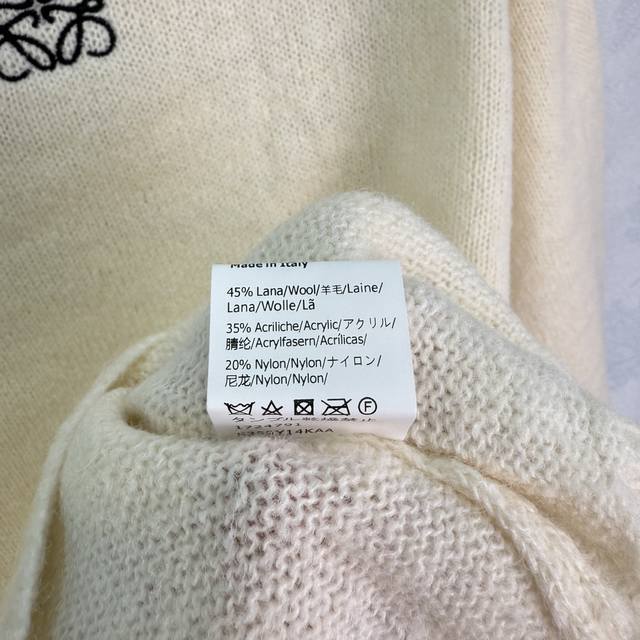 Made in Italy
45% Lana/Wool/羊毛/Laine/
Lana/Wolle/Lã
35% Acriliche/Acrylic/アクリル/
腈纶/Acrylfasern/Acrílicas/
20% Nylon/Nylon/ナイロン/
尼龙/Nylon/Nylon/
Y14KAA